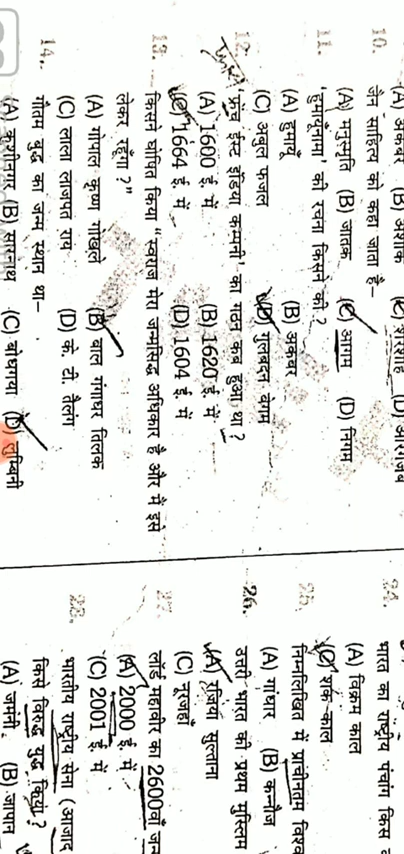 (A) अकबर (B) अशोक (C) शेरशाह (D) औरंगजेब
10. जैन साहित्य को कहा जाता है–
(A) मनुस्मृति (B) जातक (C) आगम (D) निगम
11. 'हुमायूँनामा' की रचना किसने की ?
(A) हुमायूँ (B) अकबर
(C) अबुल फजल (D) गुलबदन बेगम
12. 'फ्रेंच ईस्ट इंडिया कम्पनी' का गठन कब हुआ था ?
(A) 1600 ई. में (B) 1620 ई. में
(C) 1664 ई. में (D) 1604 ई. में
13. किसने घोषित किया "स्वराज मेरा जन्मसिद्ध अधिकार है और मैं इसे
लेकर रहूँगा ?"
(A) गोपाल कृष्ण गोखले (B) बाल गंगाधर तिलक
(C) लाला लाजपत राय (D) के. टी. तैलंग
14. गौतम बुद्ध का जन्म स्थान था–
(A) कुशीनगर (B) सारनाथ (C) बोधगया (D) लुम्बिनी
24. भारत का राष्ट्रीय पंचांग किस
(A) विक्रम काल
(C) शक काल
25. निम्नलिखित में प्राचीनतम विश्व
(A) गांधार (B) कन्नौज
26. उत्तरी भारत की प्रथम मुस्लिम
(A) रजिया सुल्ताना
(C) नूरजहाँ
27. लॉर्ड महावीर का 2600वाँ जन्म
(A) 2000 ई. में
(C) 2001 ई. में
भारतीय राष्ट्रीय सेना (आजाद
किसे विरुद्ध युद्ध किया ?
(A) जर्मनी (B) जापान